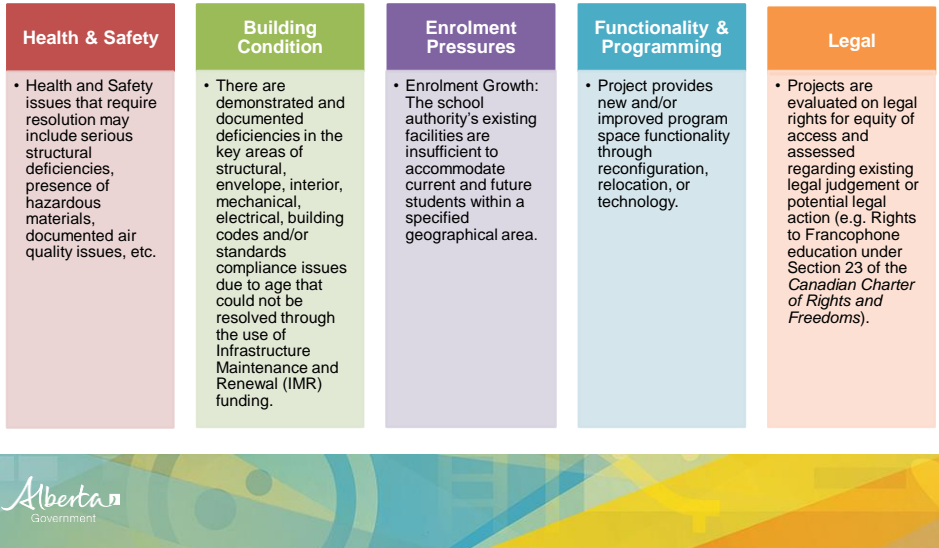 Health & Safety
• Health and Safety
issues that require
resolution may
include serious
structural
deficiencies,
presence of
hazardous
materials,
documented air
quality issues, etc.
Building
Condition
• There are
demonstrated and
documented
deficiencies in the
key areas of
structural,
envelope, interior,
mechanical,
electrical, building
codes and/or
standards
compliance issues
due to age that
could not be
resolved through
the use of
Infrastructure
Maintenance and
Renewal (IMR)
funding.
Enrolment
Pressures
• Enrolment Growth:
The school
authority's existing
facilities are
insufficient to
accommodate
current and future
students within a
specified
geographical area.
Functionality &
Programming
• Project provides
new and/or
improved program
space functionality
through
reconfiguration,
relocation, or
technology.
Legal
• Projects are
evaluated on legal
rights for equity of
access and
assessed
regarding existing
legal judgement or
potential legal
action (e.g. Rights
to Francophone
education under
Section 23 of the
Canadian Charter
of Rights and
Freedoms).
Alberta
Government